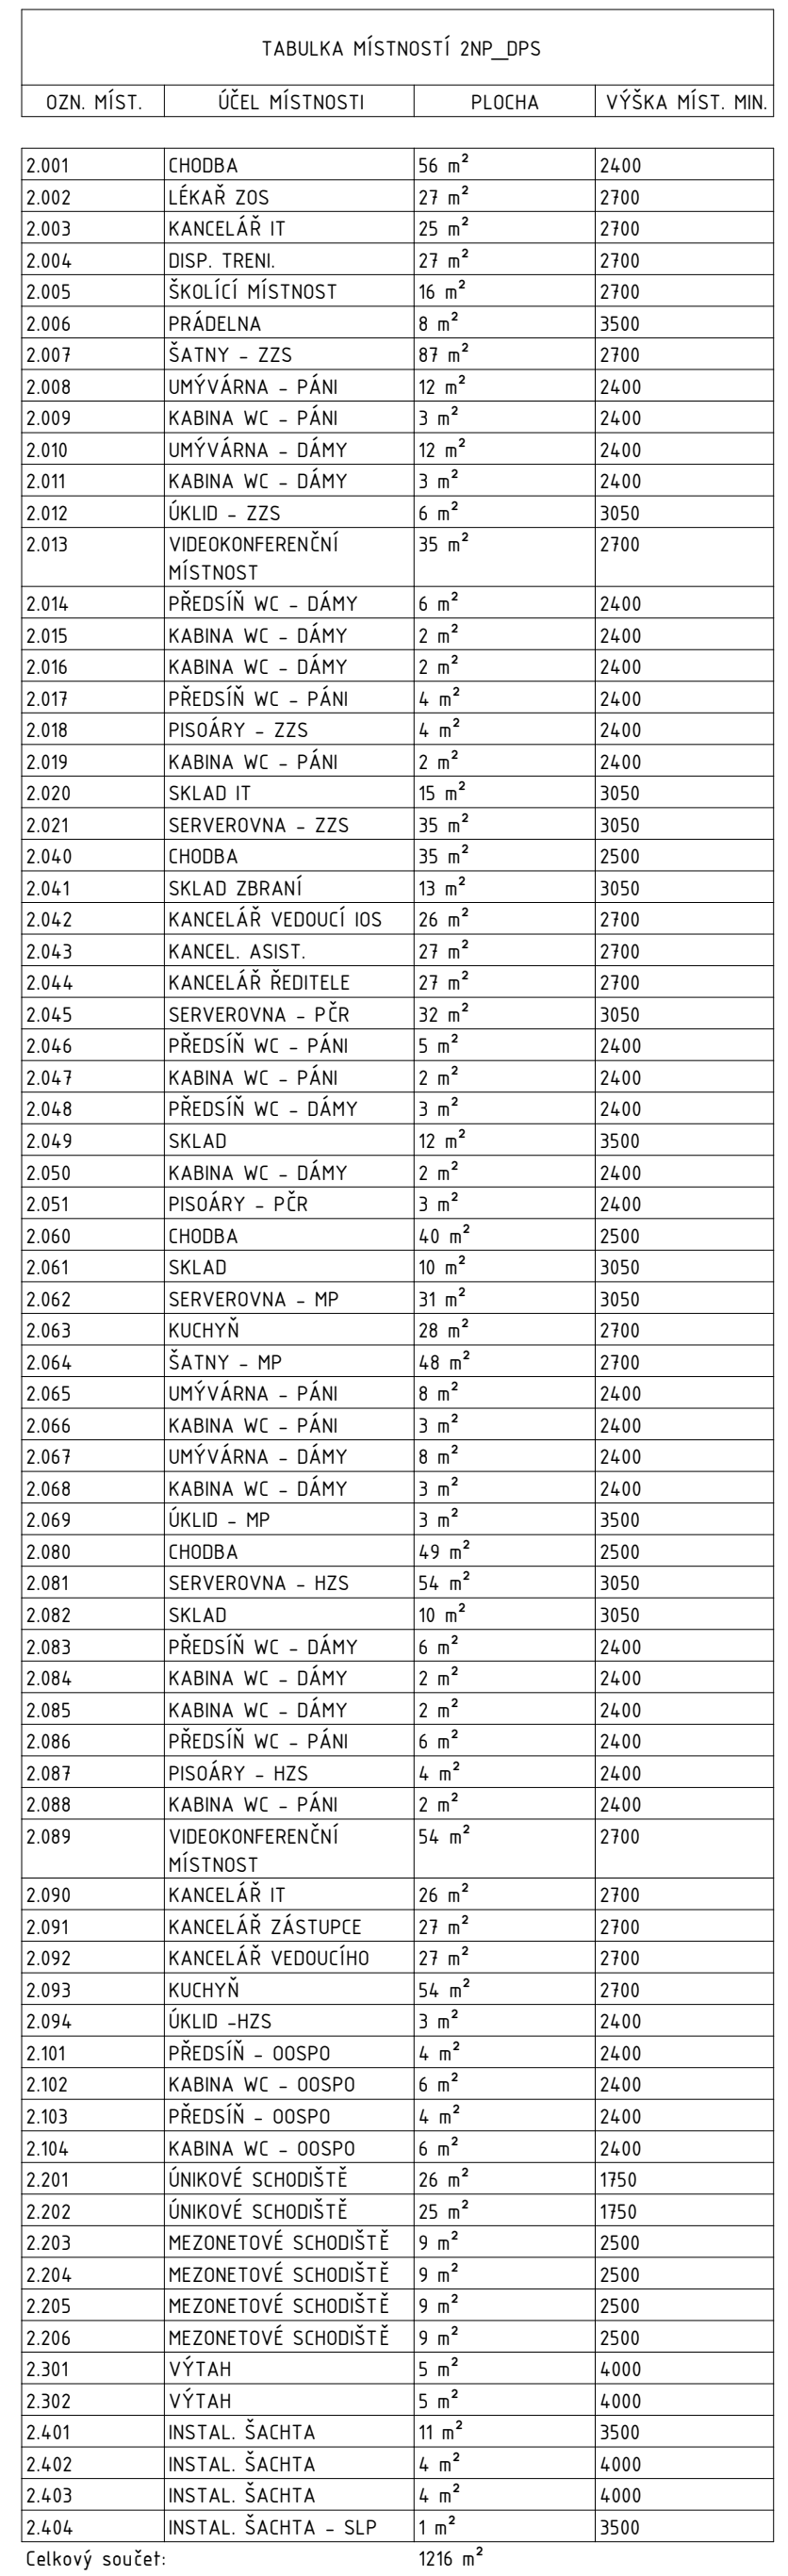 TABULKA MÍSTNOSTÍ 2NP_DPS
OZN. MÍST. ÚČEL MÍSTNOSTI PLOCHA VÝŠKA MÍST. MIN.
2.001 CHODBA 56 m² 2400
2.002 LÉKAŘ ZOS 27 m² 2700
2.003 KANCELÁŘ IT 25 m² 2700
2.004 DISP. TRENI. 27 m² 2700
2.005 ŠKOLÍCÍ MÍSTNOST 16 m² 2700
2.006 PRÁDELNA 8 m² 3500
2.007 ŠATNY - ZZS 87 m² 2700
2.008 UMÝVÁRNA - PÁNI 12 m² 2400
2.009 KABINA WC - PÁNI 3 m² 2400
2.010 UMÝVÁRNA - DÁMY 12 m² 2400
2.011 KABINA WC - DÁMY 3 m² 2400
2.012 ÚKLID - ZZS 6 m² 3050
2.013 VIDEOKONFERENČNÍ 35 m² 2700
MÍSTNOST
2.014 PŘEDSÍŇ WC - DÁMY 6 m² 2400
2.015 KABINA WC - DÁMY 2 m² 2400
2.016 KABINA WC - DÁMY 2 m² 2400
2.017 PŘEDSÍŇ WC - PÁNI 4 m² 2400
2.018 PISOÁRY - ZZS 4 m² 2400
2.019 KABINA WC - PÁNI 2 m² 2400
2.020 SKLAD IT 15 m² 3050
2.021 SERVEROVNA - ZZS 35 m² 3050
2.040 CHODBA 35 m² 2500
2.041 SKLAD ZBRANÍ 13 m² 3050
2.042 KANCELÁŘ VEDOUCÍ IOS 26 m² 2700
2.043 KANCEL. ASIST. 27 m² 2700
2.044 KANCELÁŘ ŘEDITELE 27 m² 2700
2.045 SERVEROVNA - PČR 32 m² 3050
2.046 PŘEDSÍŇ WC - PÁNI 5 m² 2400
2.047 KABINA WC - PÁNI 2 m² 2400
2.048 PŘEDSÍŇ WC - DÁMY 3 m² 2400
2.049 SKLAD 12 m² 3500
2.050 KABINA WC - DÁMY 2 m² 2400
2.051 PISOÁRY - PČR 3 m² 2400
2.060 CHODBA 40 m² 2500
2.061 SKLAD 10 m² 3050
2.062 SERVEROVNA - MP 31 m² 3050
2.063 KUCHYŇ 28 m² 2700
2.064 ŠATNY - MP 48 m² 2700
2.065 UMÝVÁRNA - PÁNI 8 m² 2400
2.066 KABINA WC - PÁNI 3 m² 2400
2.067 UMÝVÁRNA - DÁMY 8 m² 2400
2.068 KABINA WC - DÁMY 3 m² 2400
2.069 ÚKLID - MP 3 m² 3500
2.080 CHODBA 49 m² 2500
2.081 SERVEROVNA - HZS 54 m² 3050
2.082 SKLAD 10 m² 3050
2.083 PŘEDSÍŇ WC - DÁMY 6 m² 2400
2.084 KABINA WC - DÁMY 2 m² 2400
2.085 KABINA WC - DÁMY 2 m² 2400
2.086 PŘEDSÍŇ WC - PÁNI 6 m² 2400
2.087 PISOÁRY - HZS 4 m² 2400
2.088 KABINA WC - PÁNI 2 m² 2400
2.089 VIDEOKONFERENČNÍ 54 m² 2700
MÍSTNOST
2.090 KANCELÁŘ IT 26 m² 2700
2.091 KANCELÁŘ ZÁSTUPCE 27 m² 2700
2.092 KANCELÁŘ VEDOUCÍHO 27 m² 2700
2.093 KUCHYŇ 54 m² 2700
2.094 ÚKLID -HZS 3 m² 2400
2.101 PŘEDSÍŇ - OOSPO 4 m² 2400
2.102 KABINA WC - OOSPO 6 m² 2400
2.103 PŘEDSÍŇ - OOSPO 4 m² 2400
2.104 KABINA WC - OOSPO 6 m² 2400
2.201 ÚNIKOVÉ SCHODIŠTĚ 26 m² 1750
2.202 ÚNIKOVÉ SCHODIŠTĚ 25 m² 1750
2.203 MEZONETOVÉ SCHODIŠTĚ 9 m² 2500
2.204 MEZONETOVÉ SCHODIŠTĚ 9 m² 2500
2.205 MEZONETOVÉ SCHODIŠTĚ 9 m² 2500
2.206 MEZONETOVÉ SCHODIŠTĚ 9 m² 2500
2.301 VÝTAH 5 m² 4000
2.302 VÝTAH 5 m² 4000
2.401 INSTAL. ŠACHTA 11 m² 3500
2.402 INSTAL. ŠACHTA 4 m² 4000
2.403 INSTAL. ŠACHTA 4 m² 4000
2.404 INSTAL. ŠACHTA - SLP 1 m² 3500
Celkový součet: 1216 m²